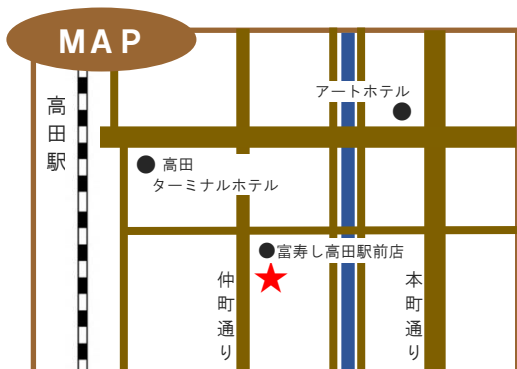 MAP
高田駅
アートホテル
高田
ターミナルホテル
富寿し高田駅前店
仲町通り
本町通り